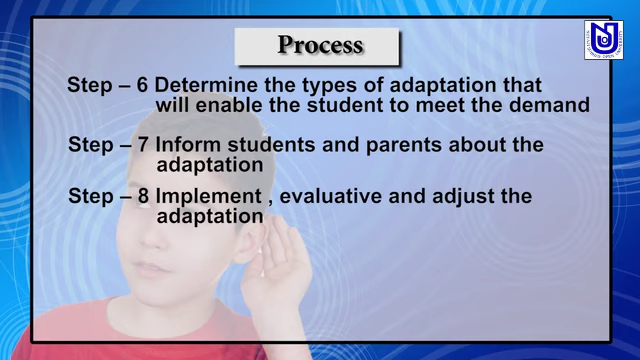 Process
Step – 6 Determine the types of adaptation that
will enable the student to meet the demand
Step – 7 Inform students and parents about the
adaptation
Step – 8 Implement , evaluative and adjust the
adaptation